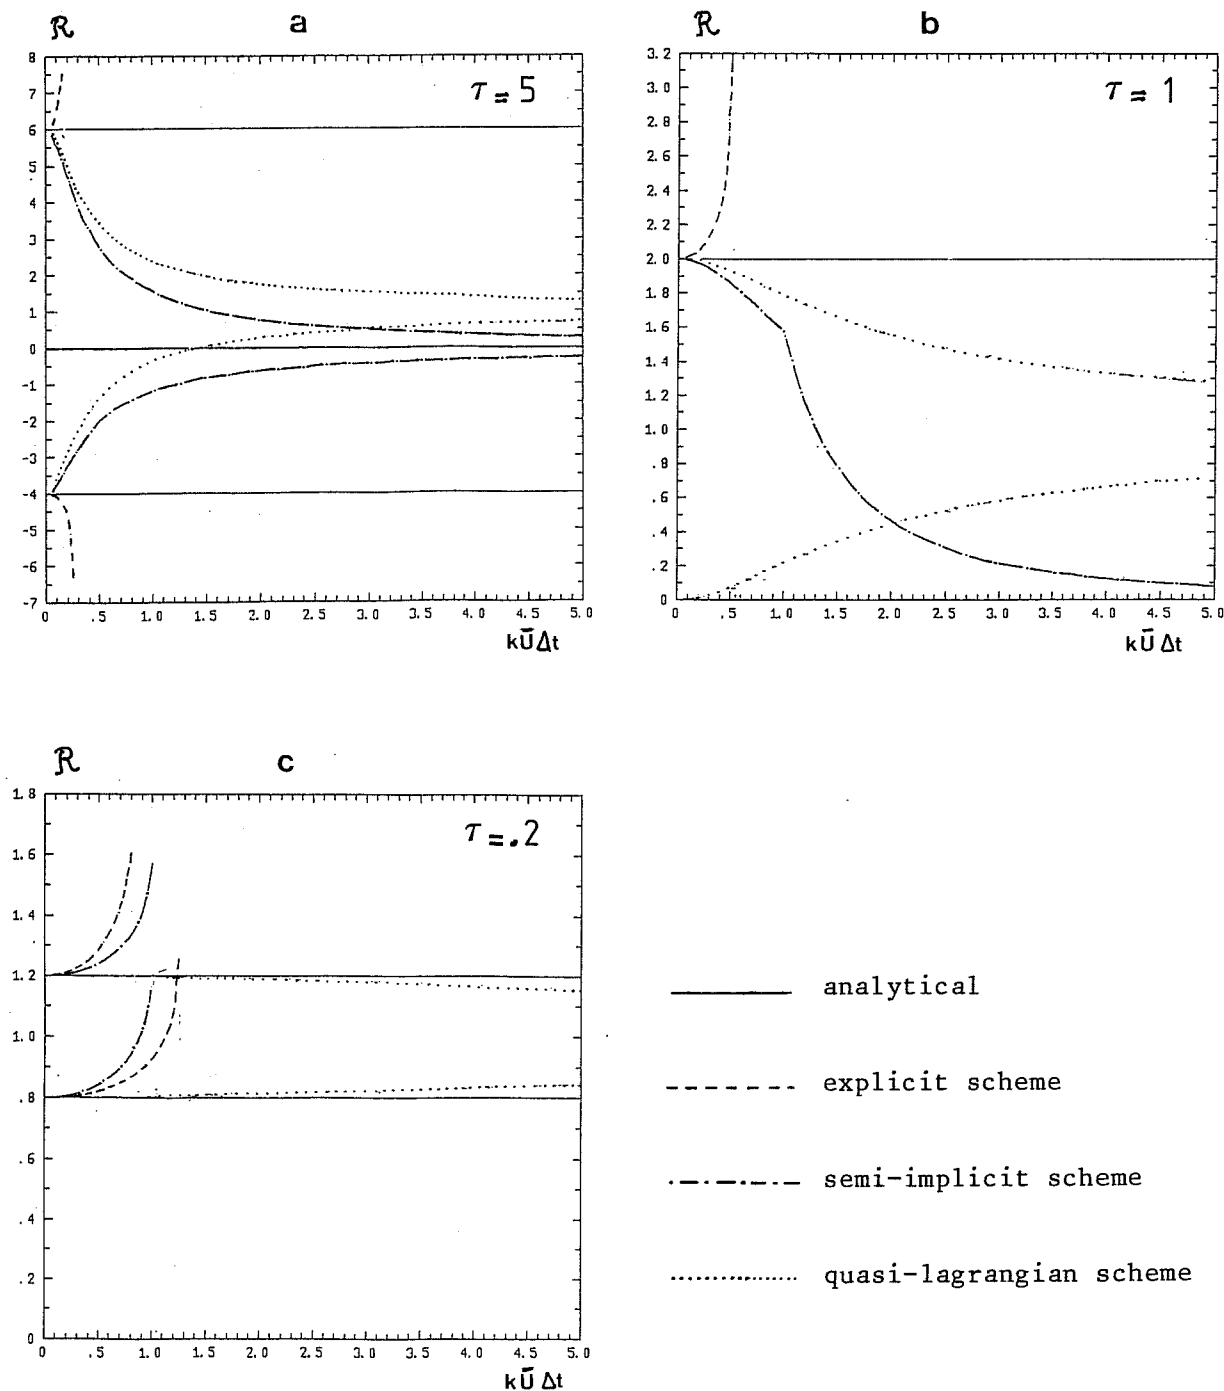 ℛ a
τ = 5
8
7
6
5
4
3
2
1
0
-1
-2
-3
-4
-5
-6
-7
0 .5 1.0 1.5 2.0 2.5 3.0 3.5 4.0 4.5 5.0
kŪΔt
ℛ b
τ = 1
3.2
3.0
2.8
2.6
2.4
2.2
2.0
1.8
1.6
1.4
1.2
1.0
.8
.6
.4
.2
0
0 .5 1.0 1.5 2.0 2.5 3.0 3.5 4.0 4.5 5.0
kŪΔt
ℛ c
τ = .2
1.8
1.6
1.4
1.2
1.0
.8
.6
.4
.2
0
0 .5 1.0 1.5 2.0 2.5 3.0 3.5 4.0 4.5 5.0
kŪΔt
analytical
explicit scheme
semi-implicit scheme
quasi-lagrangian scheme